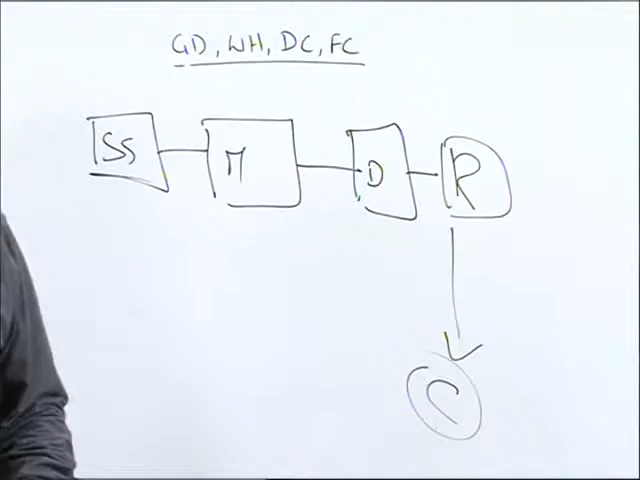 GD, WH, DC, FC
SS M D R
C